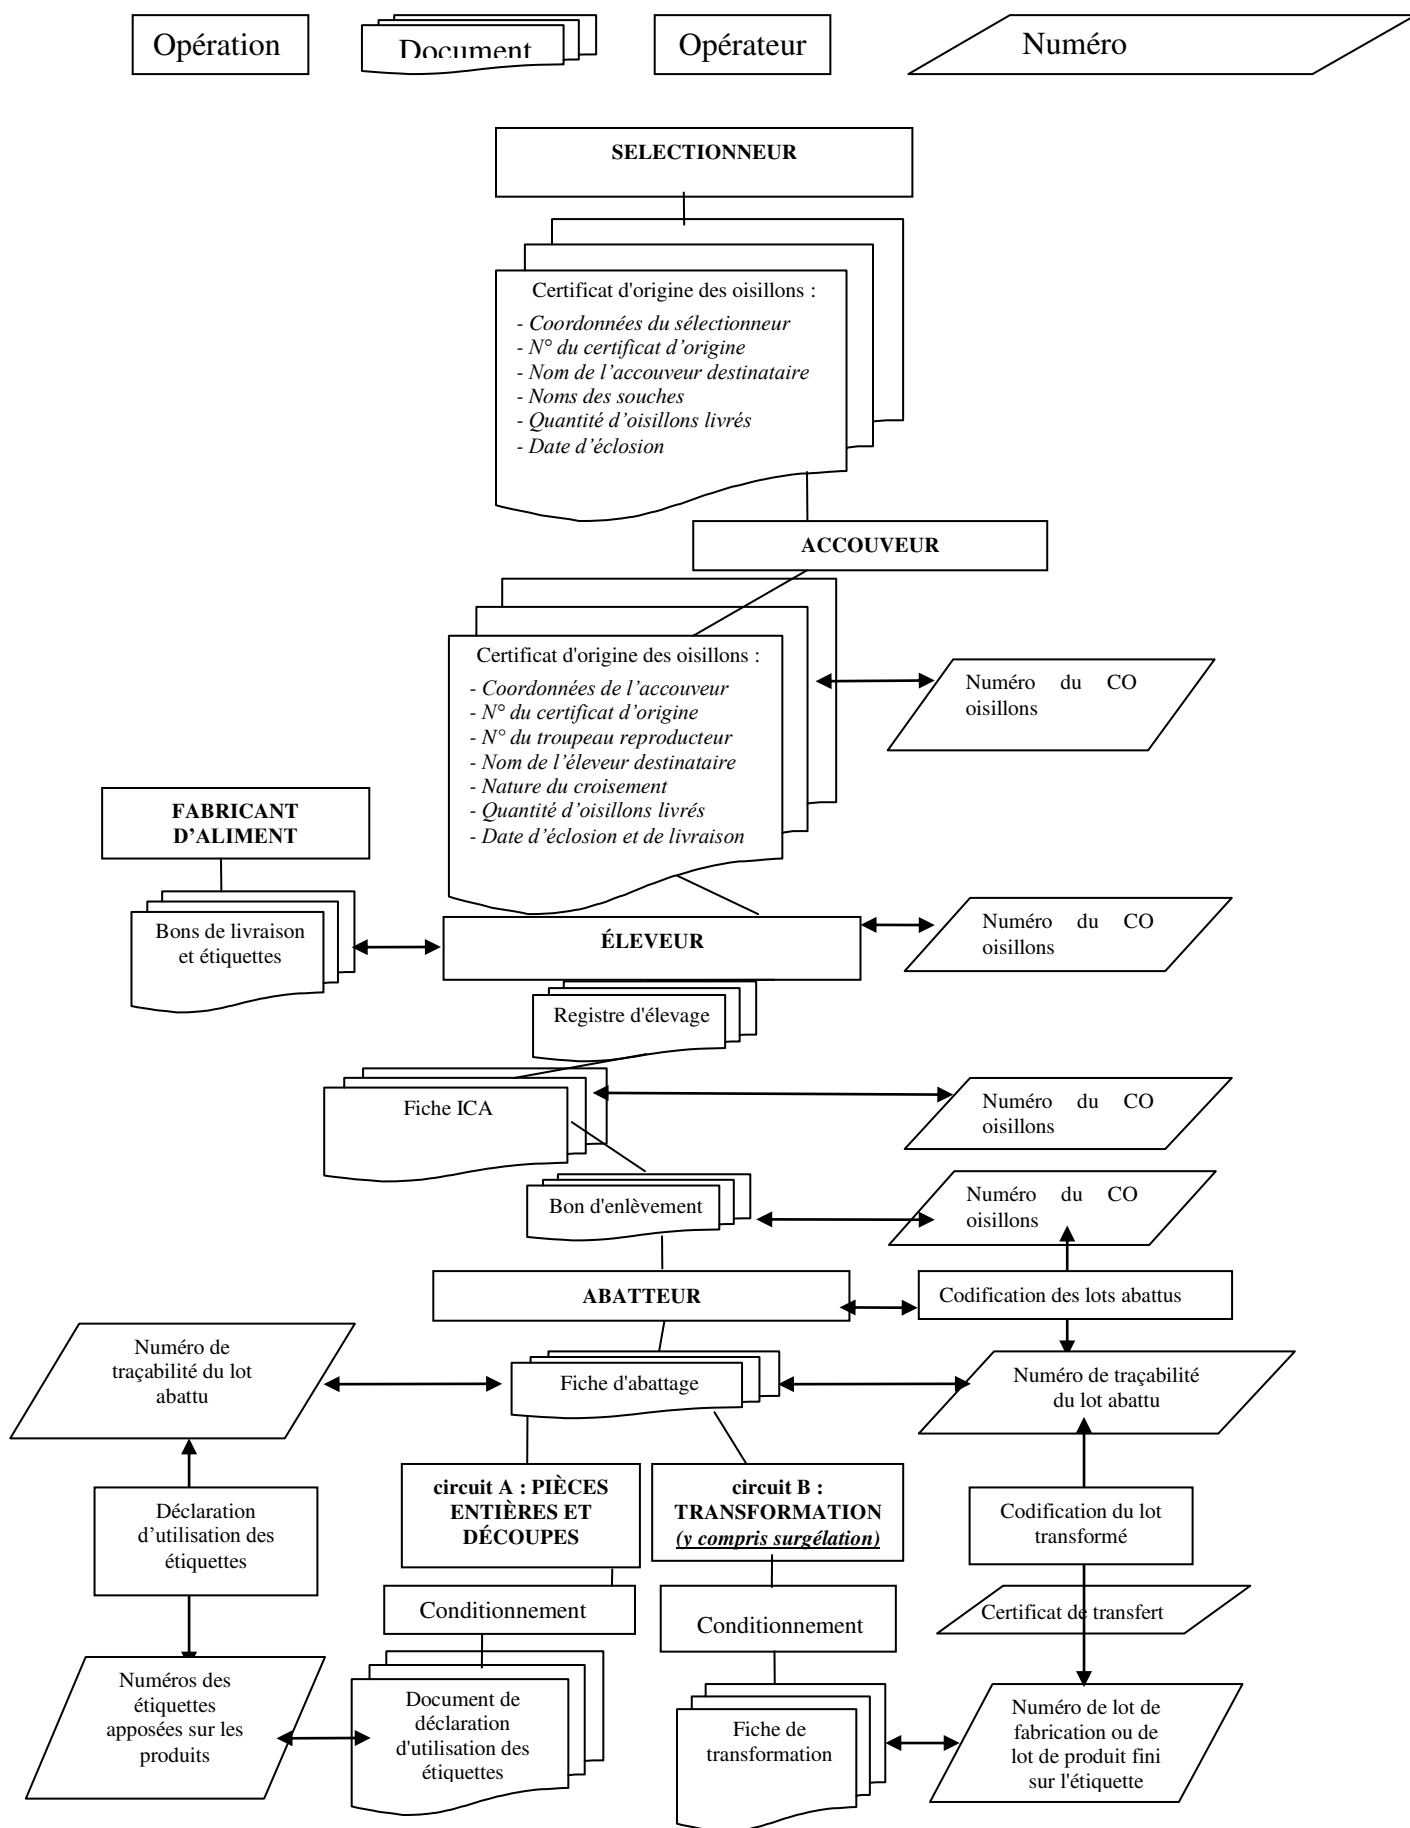 Opération
Document
Opérateur
Numéro
SELECTIONNEUR
Certificat d'origine des oisillons :
- Coordonnées du sélectionneur
- N° du certificat d’origine
- Nom de l’accouveur destinataire
- Noms des souches
- Quantité d’oisillons livrés
- Date d’éclosion
ACCOUVEUR
Certificat d'origine des oisillons :
- Coordonnées de l’accouveur
- N° du certificat d’origine
- N° du troupeau reproducteur
- Nom de l’éleveur destinataire
- Nature du croisement
- Quantité d’oisillons livrés
- Date d’éclosion et de livraison
Numéro du CO
oisillons
FABRICANT
D’ALIMENT
Bons de livraison
et étiquettes
ÉLEVEUR
Numéro du CO
oisillons
Registre d'élevage
Fiche ICA
Numéro du CO
oisillons
Bon d'enlèvement
Numéro du CO
oisillons
ABATTEUR
Codification des lots abattus
Numéro de
traçabilité du lot
abattu
Fiche d'abattage
Numéro de traçabilité
du lot abattu
Déclaration
d’utilisation des
étiquettes
circuit A : PIÈCES
ENTIÈRES ET
DÉCOUPES
circuit B :
TRANSFORMATION
(y compris surgélation)
Codification du lot
transformé
Conditionnement
Conditionnement
Certificat de transfert
Numéros des
étiquettes
apposées sur les
produits
Document de
déclaration
d'utilisation des
étiquettes
Fiche de
transformation
Numéro de lot de
fabrication ou de
lot de produit fini
sur l'étiquette